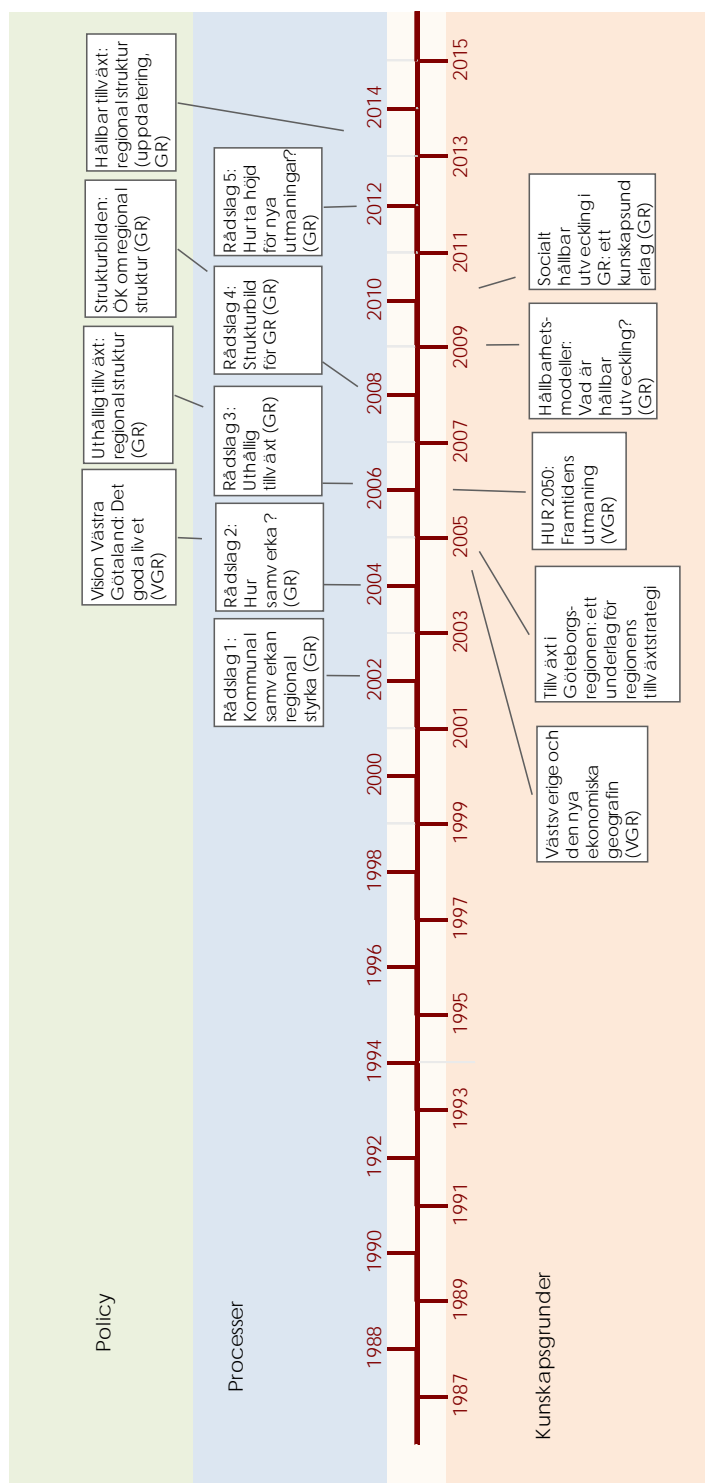 Policy
Vision Västra
Götaland: Det
goda livet
(VGR)
Uthållig tillväxt:
regional struktur
(GR)
Strukturbilden:
ÖK om regional
struktur (GR)
Hållbar tillväxt:
regional struktur
(uppdatering,
GR)
Processer
Rådslag 1:
Kommunal
samverkan
regional
styrka (GR)
Rådslag 2:
Hur
samverka ?
(GR)
Rådslag 3:
Uthållig
tillväxt (GR)
Rådslag 4:
Strukturbild
för GR (GR)
Rådslag 5:
Hur ta höjd
för nya
utmaningar?
(GR)
1988
1990
1992
1994
1996
1998
2000
2002
2004
2006
2008
2010
2012
2014
1987
1989
1991
1993
1995
1997
1999
2001
2003
2005
2007
2009
2011
2013
2015
Kunskapsgrunder
Västsverige och
den nya
ekonomiska
geografin
(VGR)
Tillväxt i
Göteborgs-
regionen: ett
underlag för
regionens
tillväxtstrategi
HUR 2050:
Framtidens
utmaning
(VGR)
Hållbarhets-
modeller:
Vad är
hållbar
utveckling?
(GR)
Socialt
hållbar
utveckling i
GR: ett
kunskapsund
erlag (GR)